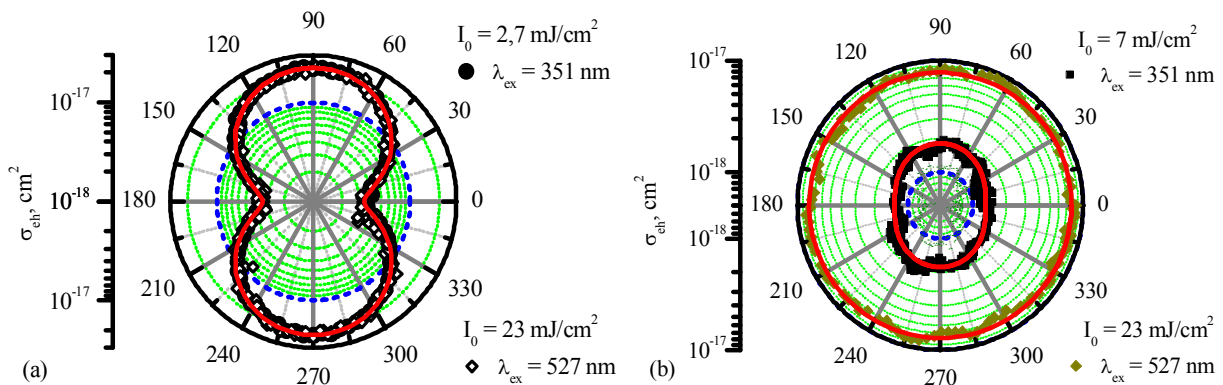 I₀ = 2,7 mJ/cm²
λex = 351 nm
90
120
60
150
30
180
0
210
330
240
300
270
10⁻¹⁷
10⁻¹⁸
10⁻¹⁷
σeh, cm²
I₀ = 23 mJ/cm²
λex = 527 nm
(a)
I₀ = 7 mJ/cm²
λex = 351 nm
90
120
60
150
30
180
0
210
330
240
300
270
10⁻¹⁷
10⁻¹⁸
10⁻¹⁸
10⁻¹⁷
σeh, cm²
I₀ = 23 mJ/cm²
λex = 527 nm
(b)